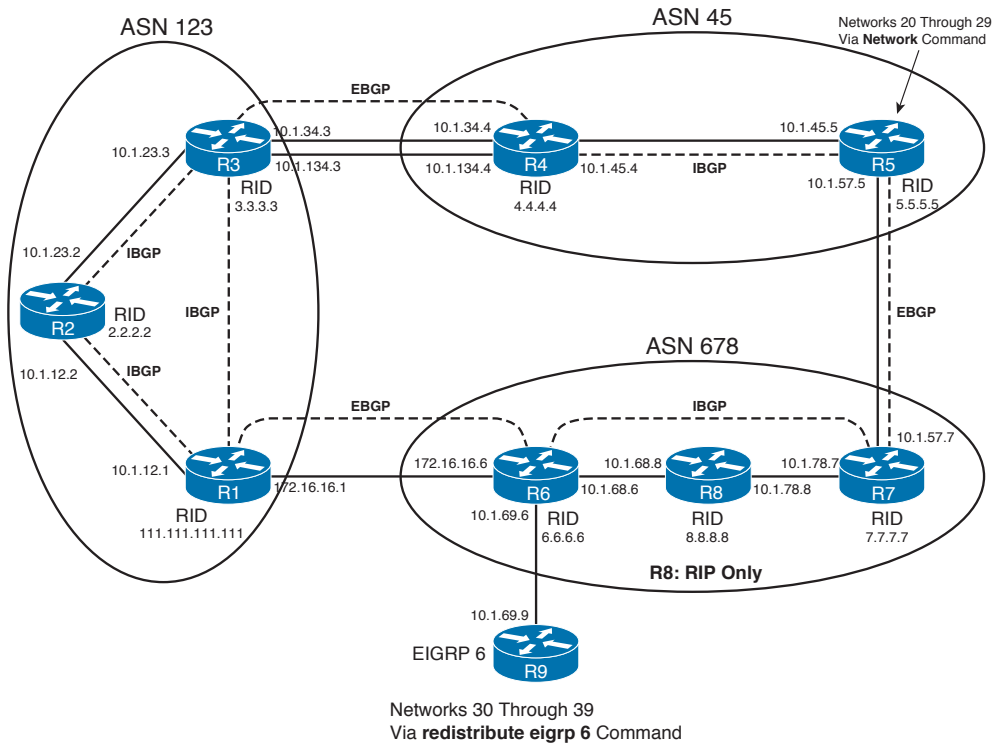 ASN 123
ASN 45
Networks 20 Through 29
Via Network Command
EBGP
10.1.34.3
10.1.34.4
10.1.45.5
10.1.23.3
R3
R4
R5
10.1.134.3
10.1.134.4
10.1.45.4
IBGP
10.1.57.5
RID
3.3.3.3
RID
4.4.4.4
RID
5.5.5.5
10.1.23.2
IBGP
R2
RID
2.2.2.2
IBGP
EBGP
10.1.12.2
IBGP
ASN 678
EBGP
IBGP
10.1.57.7
10.1.12.1
R1
172.16.16.1
172.16.16.6
R6
10.1.68.6
10.1.68.8
R8
10.1.78.8
10.1.78.7
R7
RID
111.111.111.111
10.1.69.6
RID
6.6.6.6
RID
8.8.8.8
RID
7.7.7.7
R8: RIP Only
10.1.69.9
EIGRP 6
R9
Networks 30 Through 39
Via redistribute eigrp 6 Command